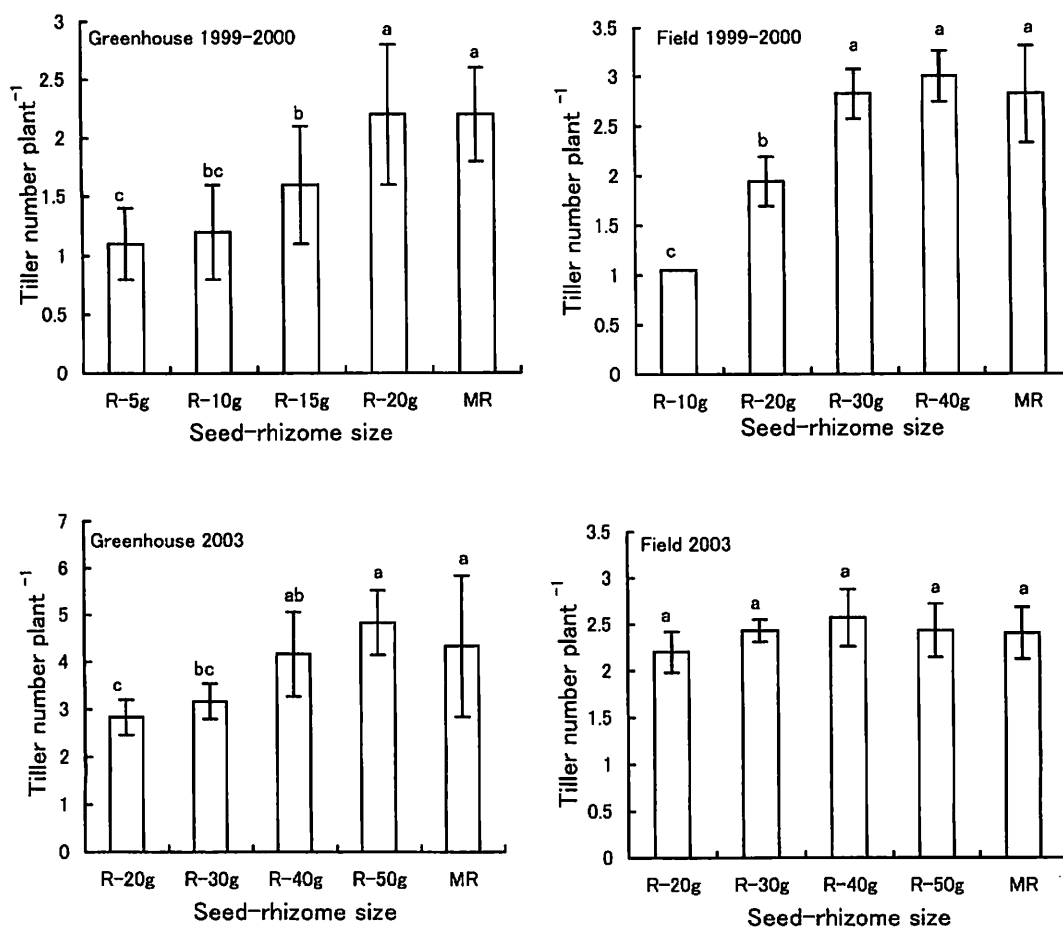 Greenhouse 1999-2000
Tiller number plant⁻¹
3
2.5
2
1.5
1
0.5
0
c
bc
b
a
a
R-5g R-10g R-15g R-20g MR
Seed-rhizome size
Field 1999-2000
Tiller number plant⁻¹
3.5
3
2.5
2
1.5
1
0.5
0
c
b
a
a
a
R-10g R-20g R-30g R-40g MR
Seed-rhizome size
Greenhouse 2003
Tiller number plant⁻¹
7
6
5
4
3
2
1
0
c
bc
ab
a
a
R-20g R-30g R-40g R-50g MR
Seed-rhizome size
Field 2003
Tiller number plant⁻¹
3.5
3
2.5
2
1.5
1
0.5
0
a
a
a
a
a
R-20g R-30g R-40g R-50g MR
Seed-rhizome size